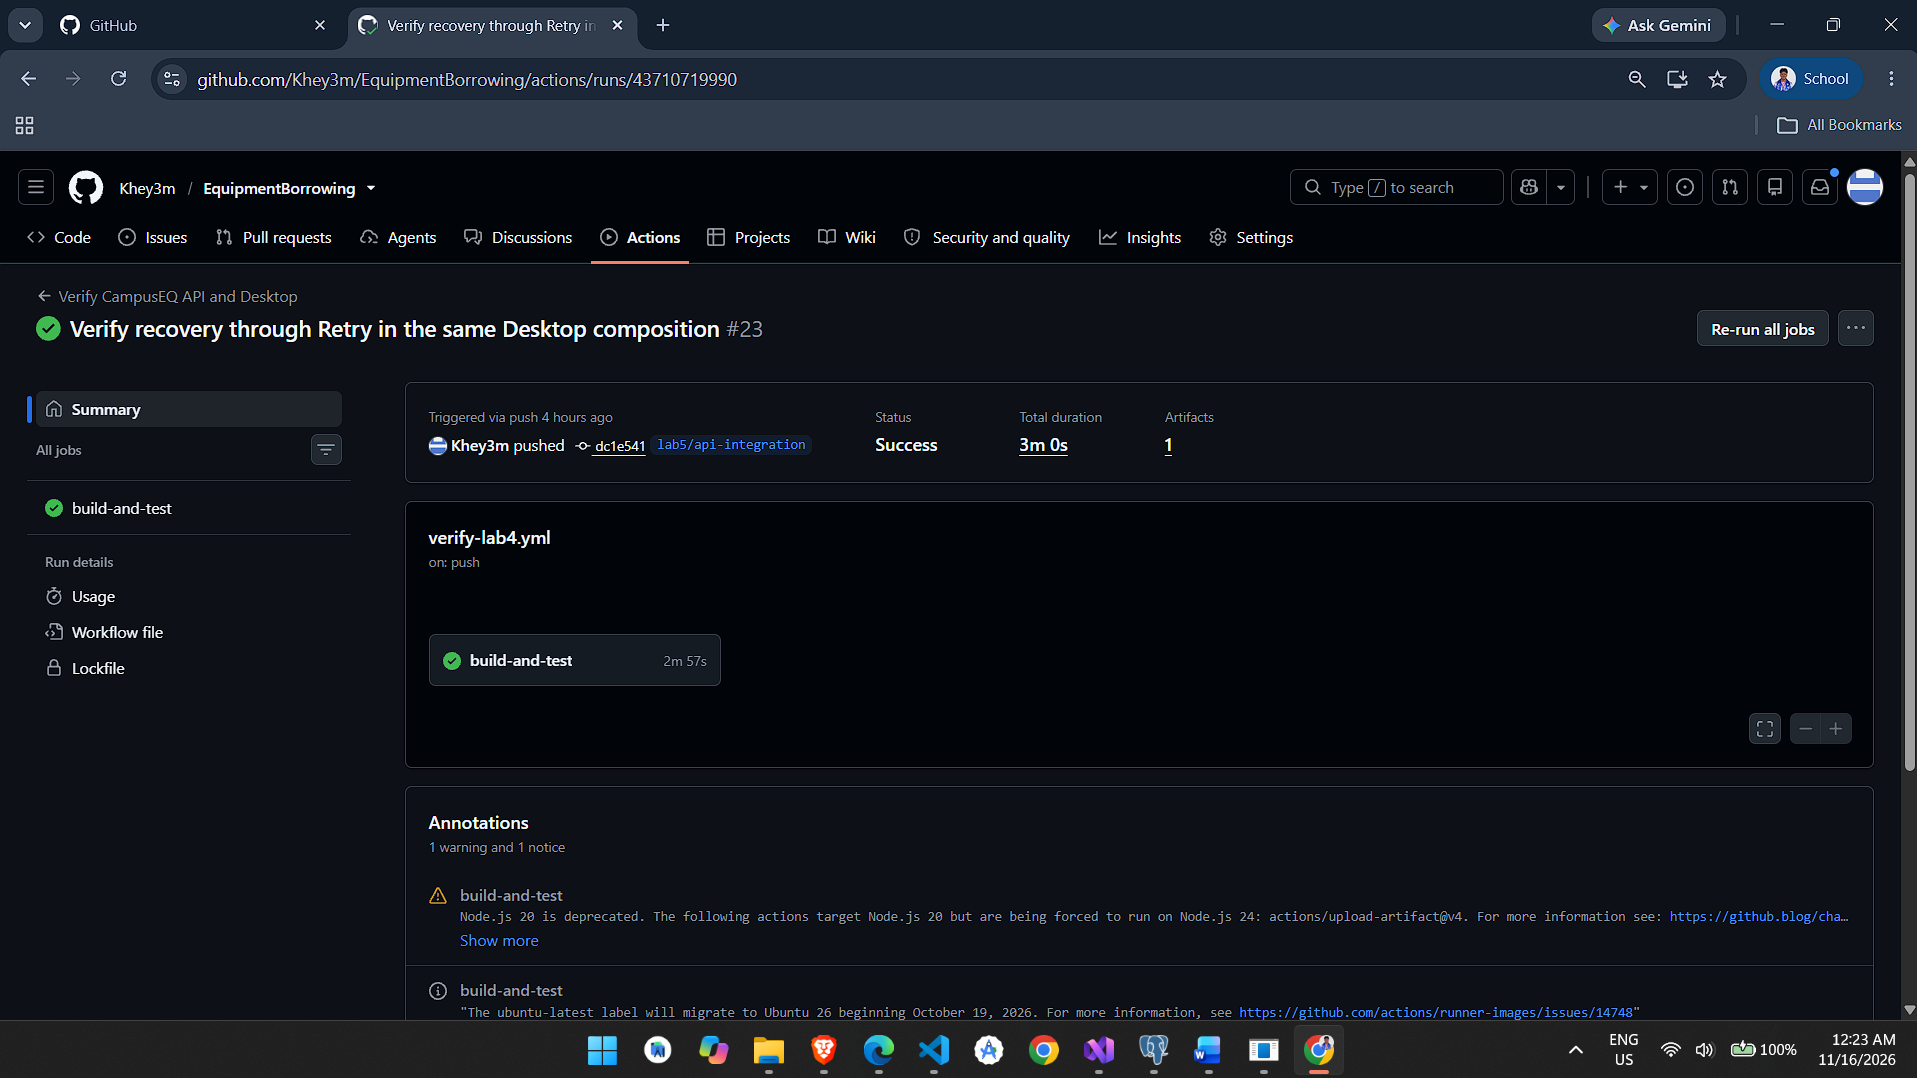 GitHub
Verify recovery through Retry in
Ask Gemini
github.com/Khey3m/EquipmentBorrowing/actions/runs/43710719990
School
All Bookmarks
Khey3m / EquipmentBorrowing
Type / to search
Code
Issues
Pull requests
Agents
Discussions
Actions
Projects
Wiki
Security and quality
Insights
Settings
Verify CampusEQ API and Desktop
Verify recovery through Retry in the same Desktop composition #23
Re-run all jobs
Summary
All jobs
build-and-test
Run details
Usage
Workflow file
Lockfile
Triggered via push 4 hours ago
Khey3m pushed dc1e541 lab5/api-integration
Status
Success
Total duration
3m 0s
Artifacts
1
verify-lab4.yml
on: push
build-and-test 2m 57s
Annotations
1 warning and 1 notice
build-and-test
Node.js 20 is deprecated. The following actions target Node.js 20 but are being forced to run on Node.js 24: actions/upload-artifact@v4. For more information see: https://github.blog/cha…
Show more
build-and-test
"The ubuntu-latest label will migrate to Ubuntu 26 beginning October 19, 2026. For more information, see https://github.com/actions/runner-images/issues/14748"
ENG
US
100%
12:23 AM
11/16/2026